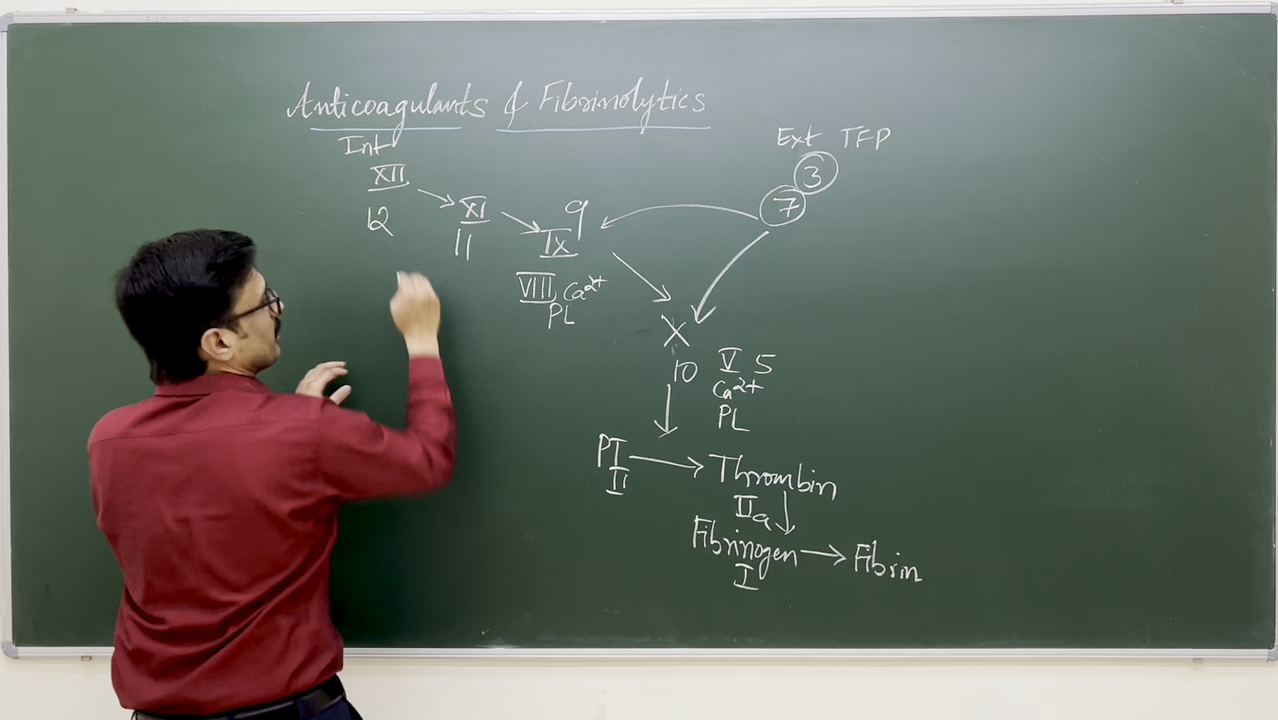 Anticoagulants & Fibrinolytics
Int
Ext TFP
XII
3
12
XI
11
9
IX
7
VIII Ca2+
PL
X
10
V 5
Ca2+
PL
PT
II
Thrombin
IIa
Fibrinogen
I
Fibrin